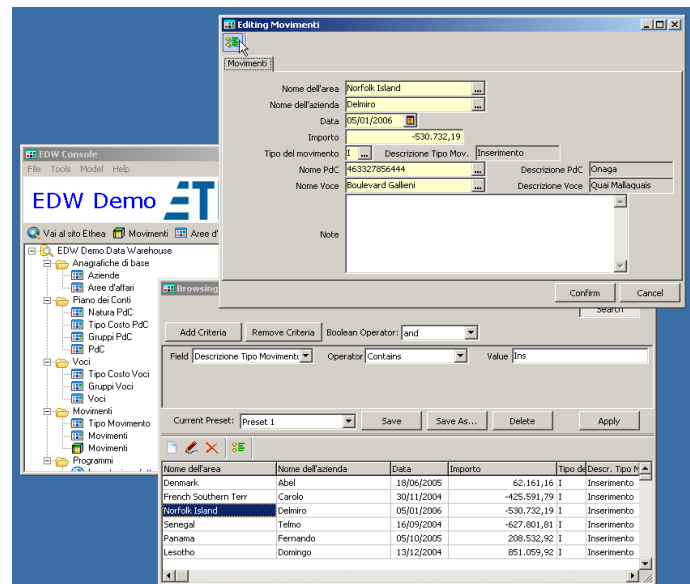 Editing Movimenti
Movimenti
Nome dell'area Norfolk Island ...
Nome dell'azienda Delmiro ...
Data 05/01/2006
Importo -530.732,19
Tipo del movimento I ... Descrizione Tipo Mov. Inserimento
Nome PdC 463327856444 ... Descrizione PdC Onaga
Nome Voce Boulevard Gallieni ... Descrizione Voce Quai Mallaquais
Note
Confirm Cancel
EDW Console
File Tools Model Help
EDW Demo
Vai al sito Ethea Movimenti Aree d'
EDW Demo Data Warehouse
Anagrafiche di base
Aziende
Aree d'affari
Piano dei Conti
Natura PdC
Tipo Costo PdC
Gruppi PdC
PdC
Voci
Tipo Costo Voci
Gruppi Voci
Voci
Movimenti
Tipo Movimento
Movimenti
Movimenti
Programmi
Browsing
Search
Add Criteria Remove Criteria Boolean Operator: and
Field Descrizione Tipo Movimento Operator Contains Value Ins
Current Preset: Preset 1 Save Save As... Delete Apply
Nome dell'area Nome dell'azienda Data Importo Tipo de Descr. Tipo M
Denmark Abel 18/06/2005 62.161,16 I Inserimento
French Southern Terr Carolo 30/11/2004 -425.591,79 I Inserimento
Norfolk Island Delmiro 05/01/2006 -530.732,19 I Inserimento
Senegal Telmo 16/09/2004 -627.801,81 I Inserimento
Panama Fernando 05/10/2005 208.532,92 I Inserimento
Lesotho Domingo 13/12/2004 851.059,92 I Inserimento